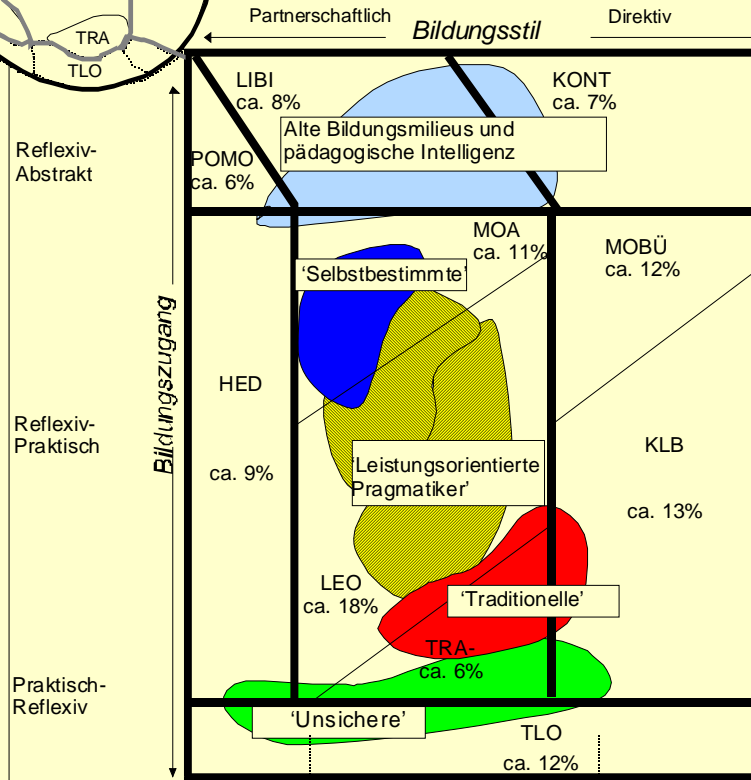 Partnerschaftlich
Bildungsstil
Direktiv
TRA
TLO
LIBI
ca. 8%
KONT
ca. 7%
Alte Bildungsmilieus und
pädagogische Intelligenz
Reflexiv-
Abstrakt
POMO
ca. 6%
MOA
ca. 11%
MOBÜ
ca. 12%
‘Selbstbestimmte’
Bildungszugang
HED
ca. 9%
Reflexiv-
Praktisch
KLB
ca. 13%
‘Leistungsorientierte
Pragmatiker’
LEO
ca. 18%
‘Traditionelle’
TRA-
ca. 6%
Praktisch-
Reflexiv
‘Unsichere’
TLO
ca. 12%